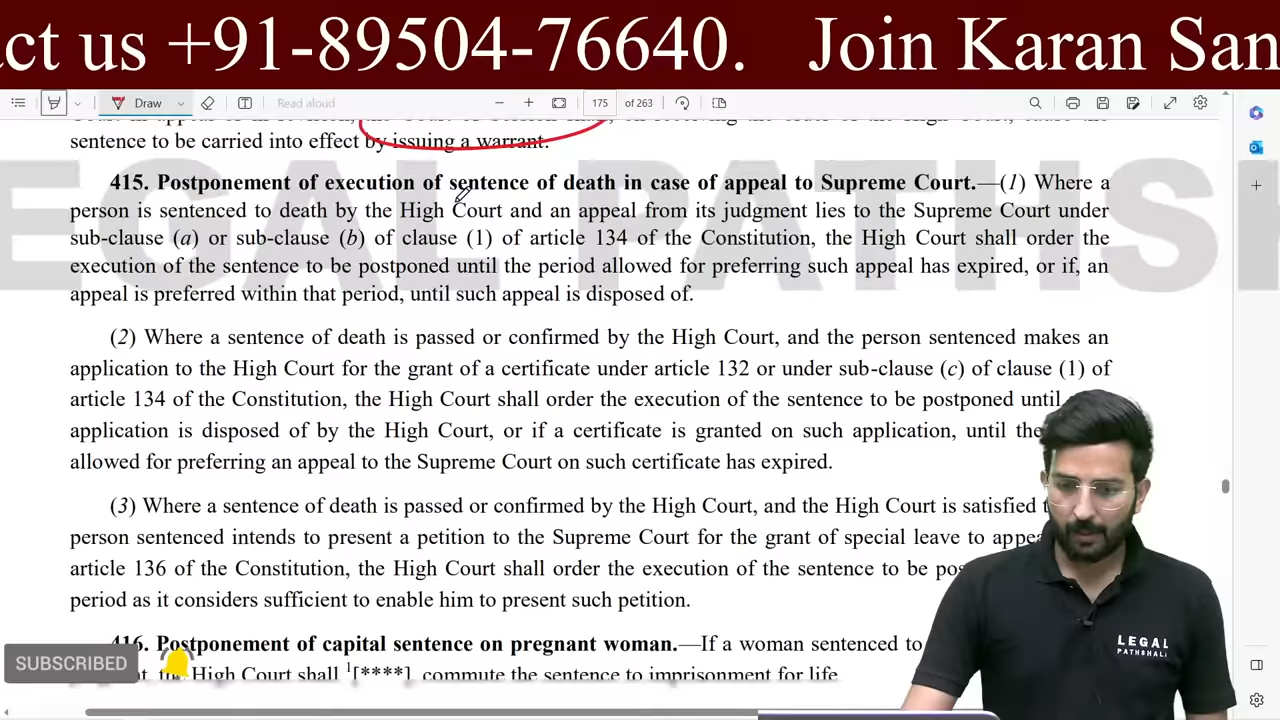 ct us +91-89504-76640. Join Karan San
Draw
Read aloud
175 of 263
sentence to be carried into effect by issuing a warrant.
415. Postponement of execution of sentence of death in case of appeal to Supreme Court.—(1) Where a
person is sentenced to death by the High Court and an appeal from its judgment lies to the Supreme Court under
sub-clause (a) or sub-clause (b) of clause (1) of article 134 of the Constitution, the High Court shall order the
execution of the sentence to be postponed until the period allowed for preferring such appeal has expired, or if, an
appeal is preferred within that period, until such appeal is disposed of.
(2) Where a sentence of death is passed or confirmed by the High Court, and the person sentenced makes an
application to the High Court for the grant of a certificate under article 132 or under sub-clause (c) of clause (1) of
article 134 of the Constitution, the High Court shall order the execution of the sentence to be postponed until
application is disposed of by the High Court, or if a certificate is granted on such application, until the
allowed for preferring an appeal to the Supreme Court on such certificate has expired.
(3) Where a sentence of death is passed or confirmed by the High Court, and the High Court is satisfied
person sentenced intends to present a petition to the Supreme Court for the grant of special leave to
article 136 of the Constitution, the High Court shall order the execution of the sentence to be
period as it considers sufficient to enable him to present such petition.
416. Postponement of capital sentence on pregnant woman.—If a woman sentenced to
the High Court shall 1[****], commute the sentence to imprisonment for life
EGAL PATHSH
SUBSCRIBED
LEGAL
PATHSHALA